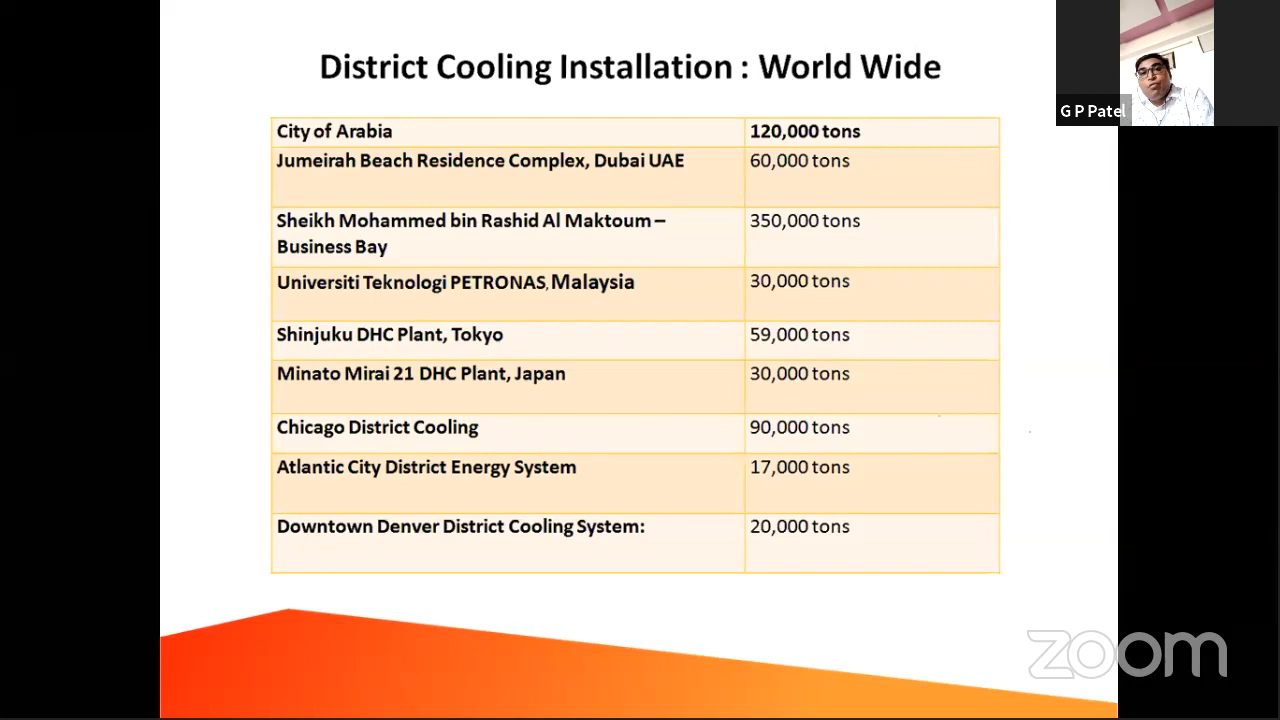 District Cooling Installation : World Wide
G P Patel
City of Arabia 120,000 tons
Jumeirah Beach Residence Complex, Dubai UAE 60,000 tons
Sheikh Mohammed bin Rashid Al Maktoum – 350,000 tons
Business Bay
Universiti Teknologi PETRONAS, Malaysia 30,000 tons
Shinjuku DHC Plant, Tokyo 59,000 tons
Minato Mirai 21 DHC Plant, Japan 30,000 tons
Chicago District Cooling 90,000 tons
Atlantic City District Energy System 17,000 tons
Downtown Denver District Cooling System: 20,000 tons
zoom